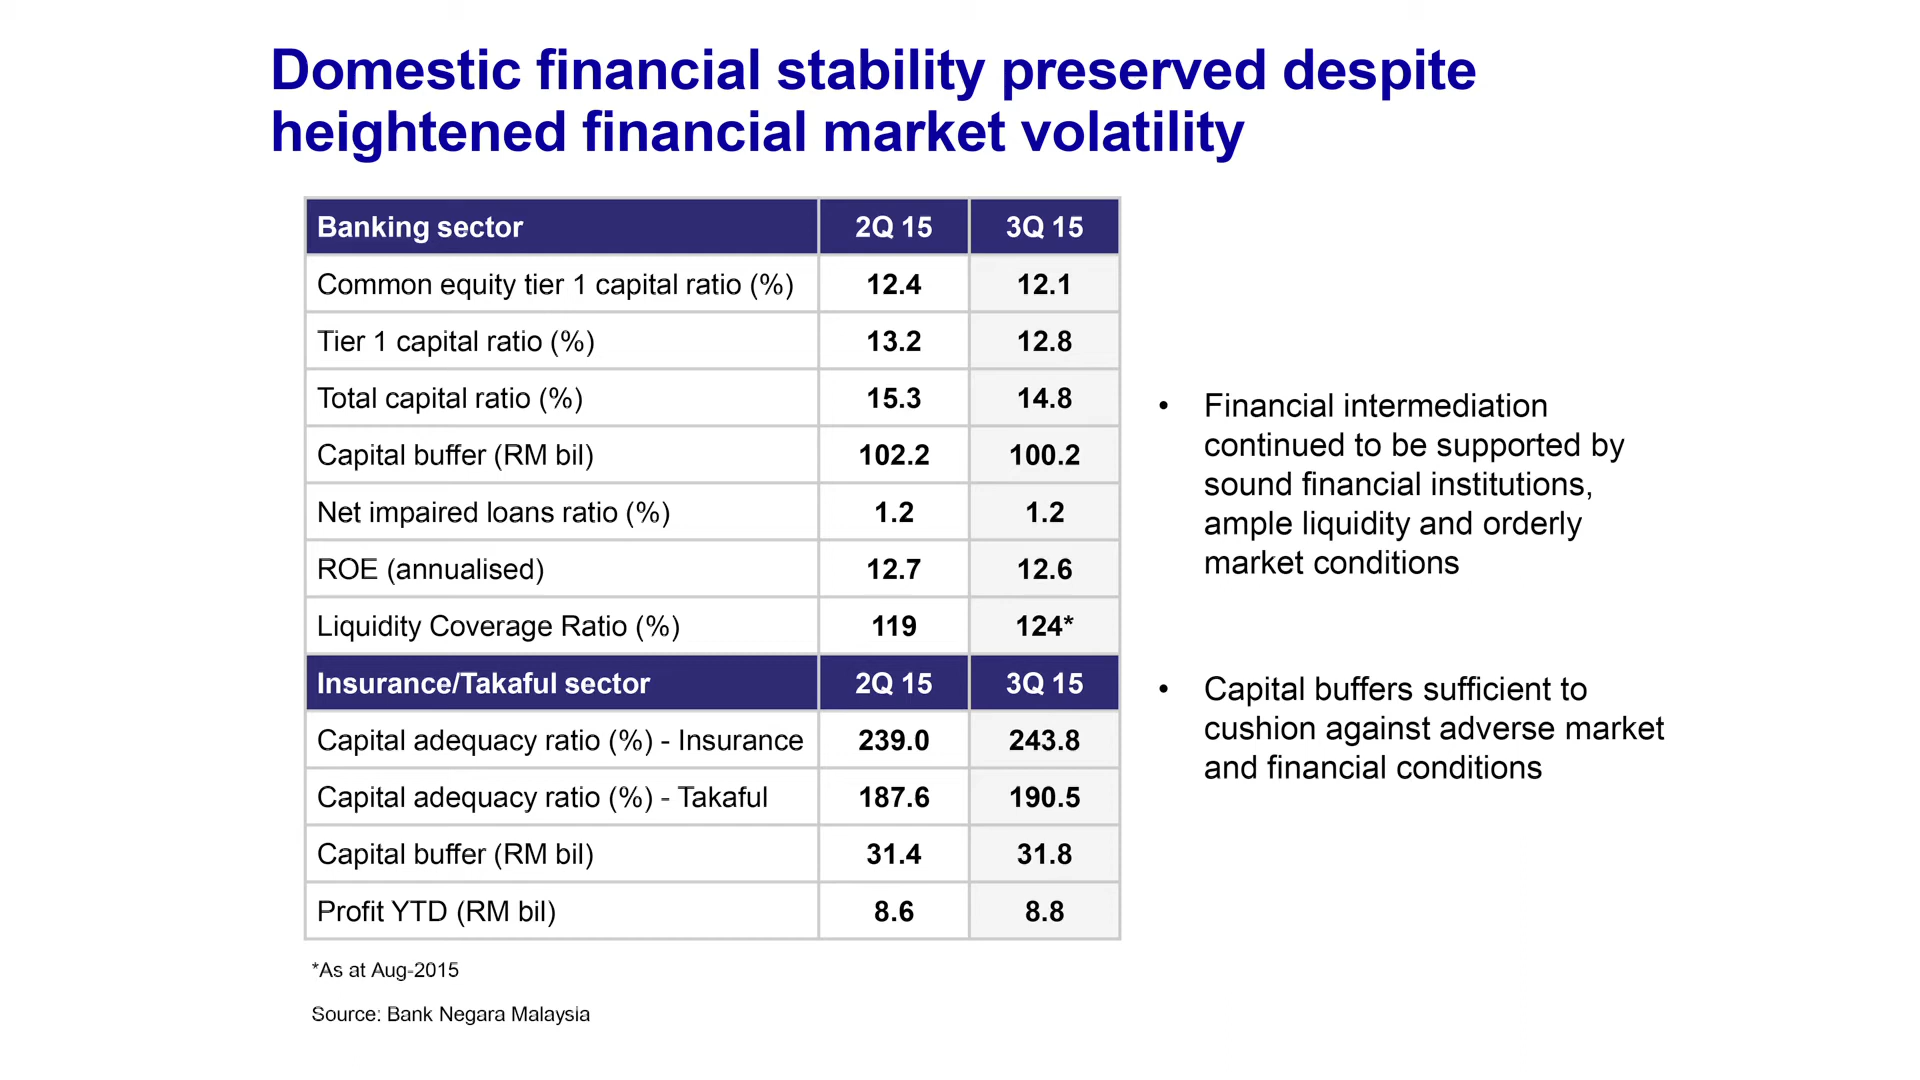 Domestic financial stability preserved despite
heightened financial market volatility
Banking sector 2Q 15 3Q 15
Common equity tier 1 capital ratio (%) 12.4 12.1
Tier 1 capital ratio (%) 13.2 12.8
Total capital ratio (%) 15.3 14.8
Capital buffer (RM bil) 102.2 100.2
Net impaired loans ratio (%) 1.2 1.2
ROE (annualised) 12.7 12.6
Liquidity Coverage Ratio (%) 119 124*
Insurance/Takaful sector 2Q 15 3Q 15
Capital adequacy ratio (%) - Insurance 239.0 243.8
Capital adequacy ratio (%) - Takaful 187.6 190.5
Capital buffer (RM bil) 31.4 31.8
Profit YTD (RM bil) 8.6 8.8
*As at Aug-2015
Source: Bank Negara Malaysia
• Financial intermediation
continued to be supported by
sound financial institutions,
ample liquidity and orderly
market conditions
• Capital buffers sufficient to
cushion against adverse market
and financial conditions